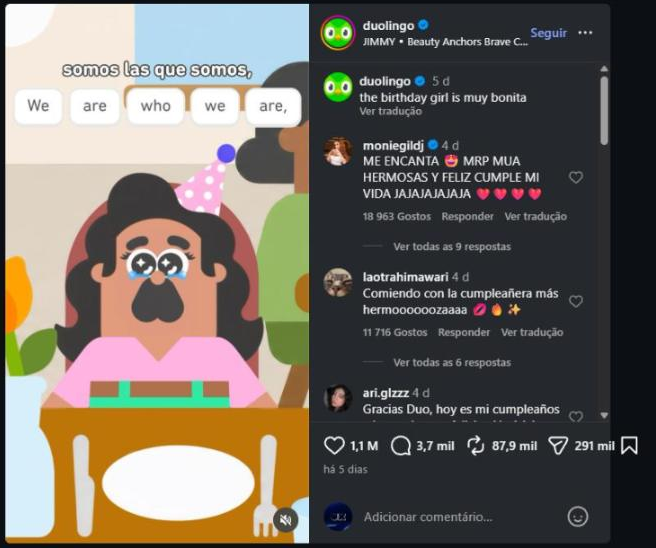 somos las que somos,
We are who we are,
duolingo
JIMMY • Beauty Anchors Brave C...
Seguir
duolingo 5 d
the birthday girl is muy bonita
Ver tradução
moniegildj 4 d
ME ENCANTA 😍 MRP MUA
HERMOSAS Y FELIZ CUMPLE MI
VIDA JAJAJAJAJAJA ❤️ ❤️ ❤️ ❤️
18 963 Gostos Responder Ver tradução
Ver todas as 9 respostas
laotrahimawari 4 d
Comiendo con la cumpleañera más
hermoooooozaaaa 💋 🔥 ✨
11 716 Gostos Responder Ver tradução
Ver todas as 6 respostas
ari.glzzz 4 d
Gracias Duo, hoy es mi cumpleaños
1,1 M 3,7 mil 87,9 mil 291 mil
há 5 dias
Adicionar comentário...